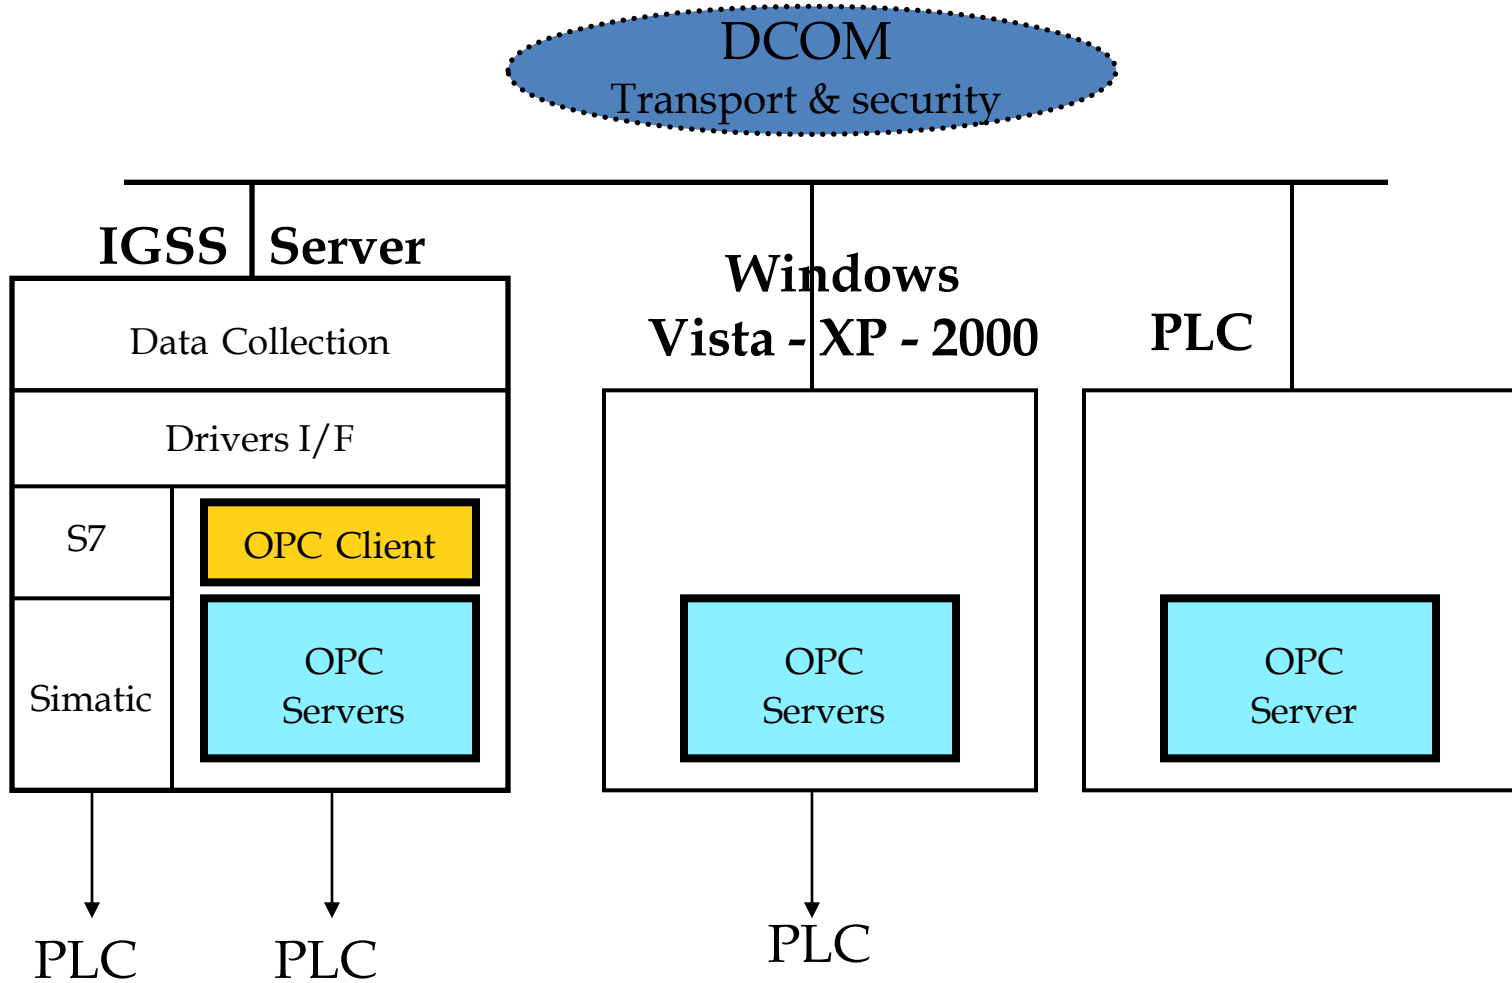 DCOM
Transport & security
IGSS Server
Windows
Vista - XP - 2000
PLC
Data Collection
Drivers I/F
S7
OPC Client
Simatic
OPC
Servers
OPC
Servers
OPC
Server
PLC
PLC
PLC